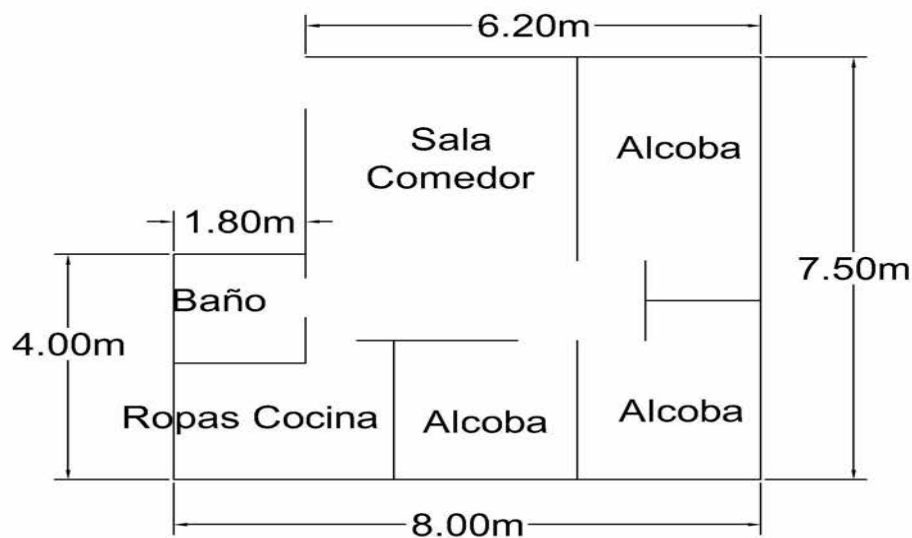 6.20m
Sala
Comedor
Alcoba
1.80m
7.50m
Baño
4.00m
Ropas Cocina
Alcoba
Alcoba
8.00m